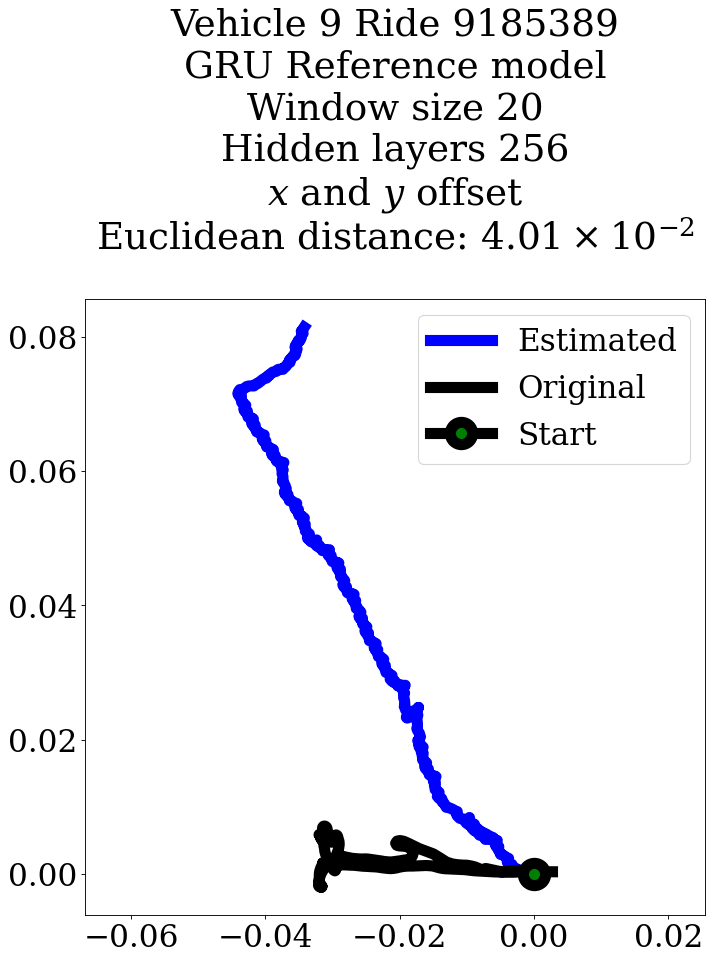 Vehicle 9 Ride 9185389
GRU Reference model
Window size 20
Hidden layers 256
x and y offset
Euclidean distance: 4.01 × 10⁻²
Estimated
Original
Start
0.08
0.06
0.04
0.02
0.00
−0.06 −0.04 −0.02 0.00 0.02